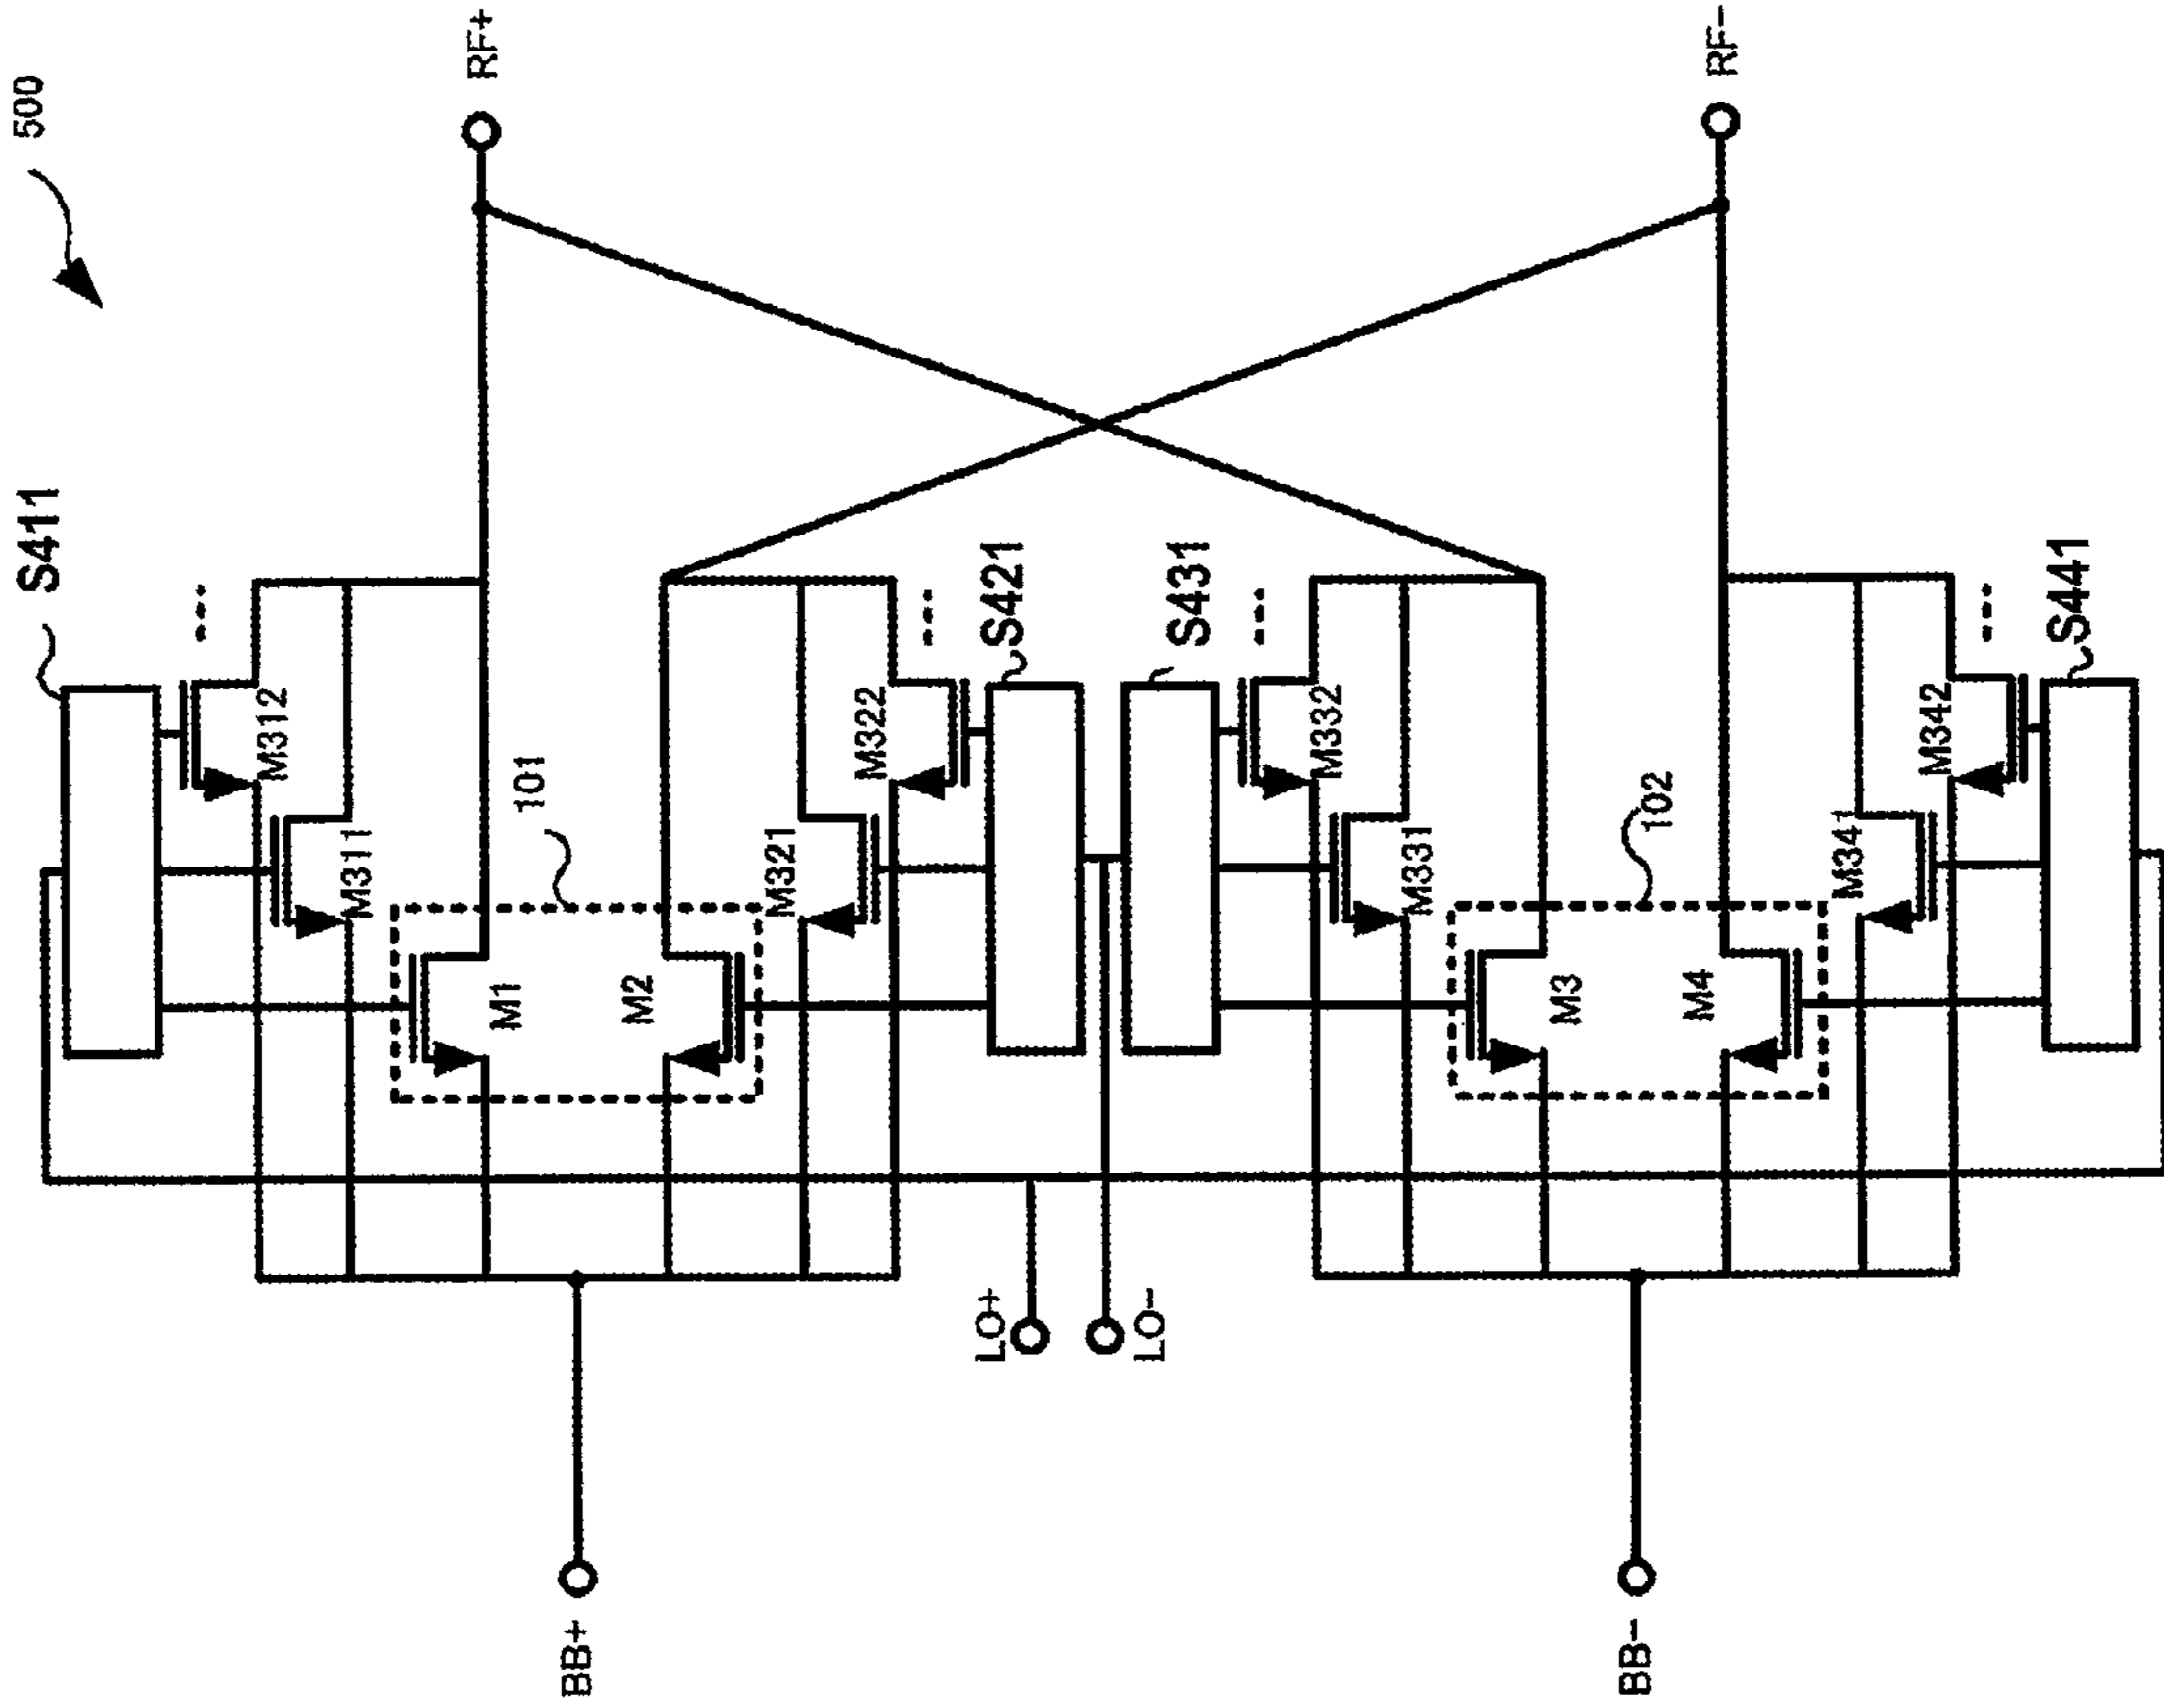 500
RF+
RF-
S411
M312
M311
101
M1
M2
M321
M322
S421
S431
M332
M331
102
M3
M4
M341
M342
S441
LO+
LO-
BB+
BB-